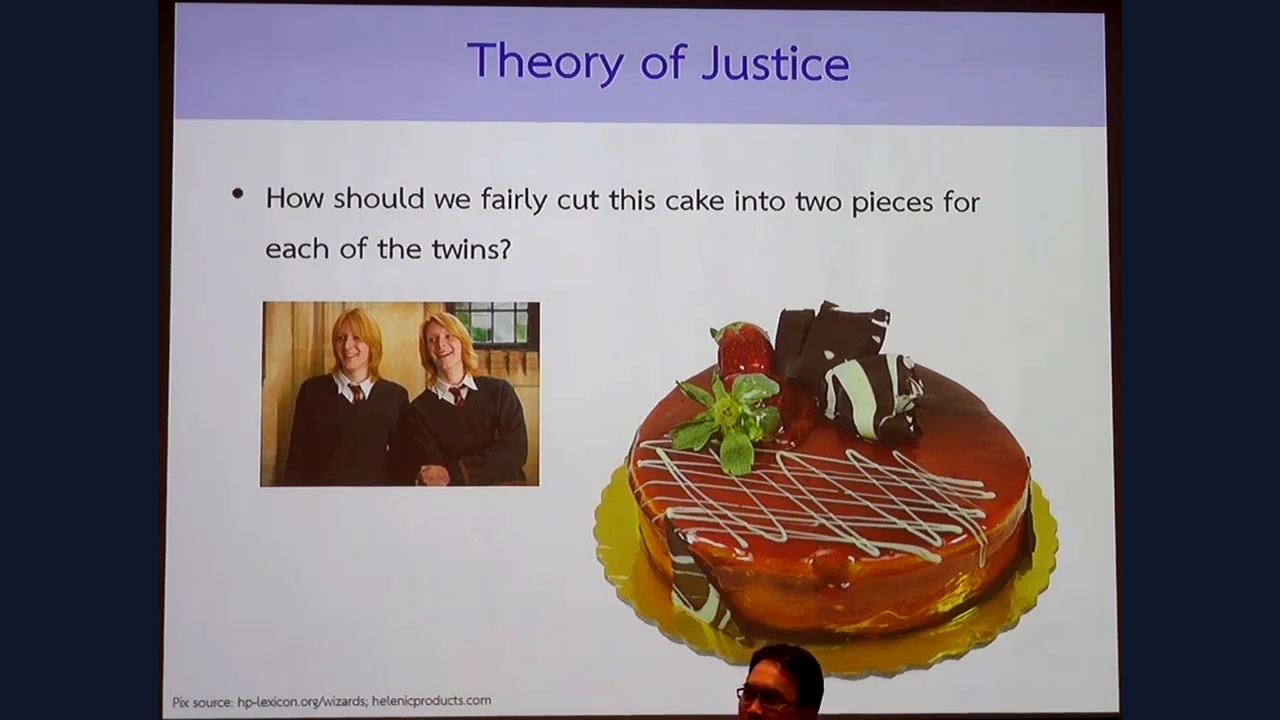 Theory of Justice
• How should we fairly cut this cake into two pieces for
each of the twins?
Pix source: hp-lexicon.org/wizards; helenicproducts.com